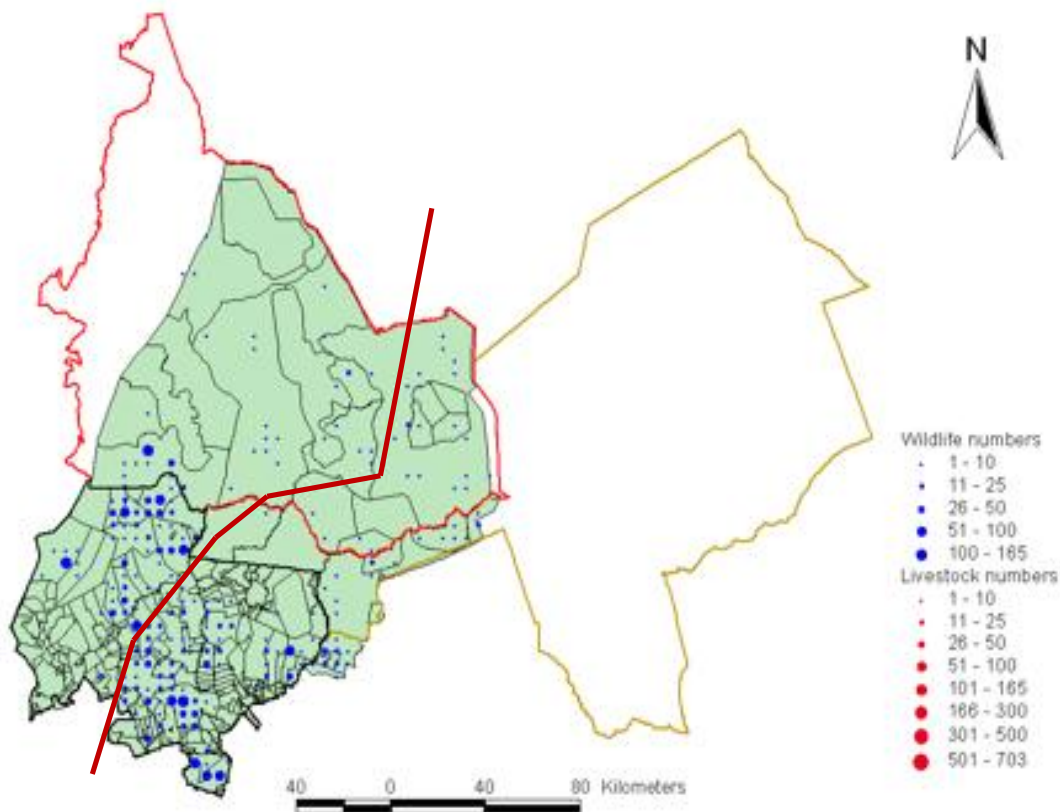 N
Wildlife numbers
1 - 10
11 - 25
26 - 50
51 - 100
100 - 165
Livestock numbers
1 - 10
11 - 25
26 - 50
51 - 100
101 - 165
166 - 300
301 - 500
501 - 703
40 0 40 80 Kilometers